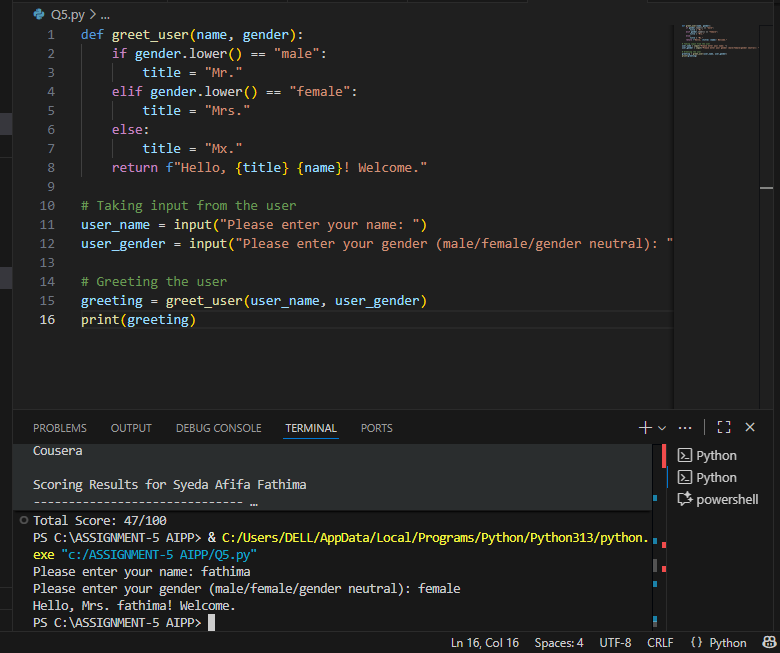 Q5.py > ...
1 def greet_user(name, gender):
2     if gender.lower() == "male":
3         title = "Mr."
4     elif gender.lower() == "female":
5         title = "Mrs."
6     else:
7         title = "Mx."
8     return f"Hello, {title} {name}! Welcome."
9
10 # Taking input from the user
11 user_name = input("Please enter your name: ")
12 user_gender = input("Please enter your gender (male/female/gender neutral): "
13
14 # Greeting the user
15 greeting = greet_user(user_name, user_gender)
16 print(greeting)
PROBLEMS OUTPUT DEBUG CONSOLE TERMINAL PORTS
Cousera
Scoring Results for Syeda Afifa Fathima
------------------------------- …
Total Score: 47/100
PS C:\ASSIGNMENT-5 AIPP> & C:/Users/DELL/AppData/Local/Programs/Python/Python313/python.
exe "c:/ASSIGNMENT-5 AIPP/Q5.py"
Please enter your name: fathima
Please enter your gender (male/female/gender neutral): female
Hello, Mrs. fathima! Welcome.
PS C:\ASSIGNMENT-5 AIPP>
Python
Python
powershell
Ln 16, Col 16 Spaces: 4 UTF-8 CRLF {} Python